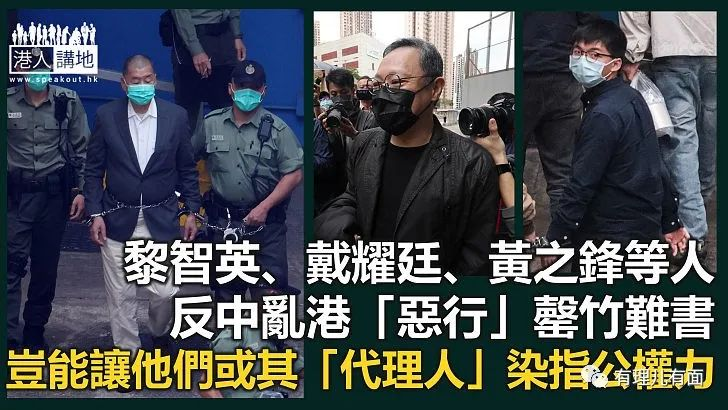 港人講地
www.speakout.hk
黎智英、戴耀廷、黃之鋒等人
反中亂港「惡行」罄竹難書
豈能讓他們或其「代理人」染指公權力
有理儿有面